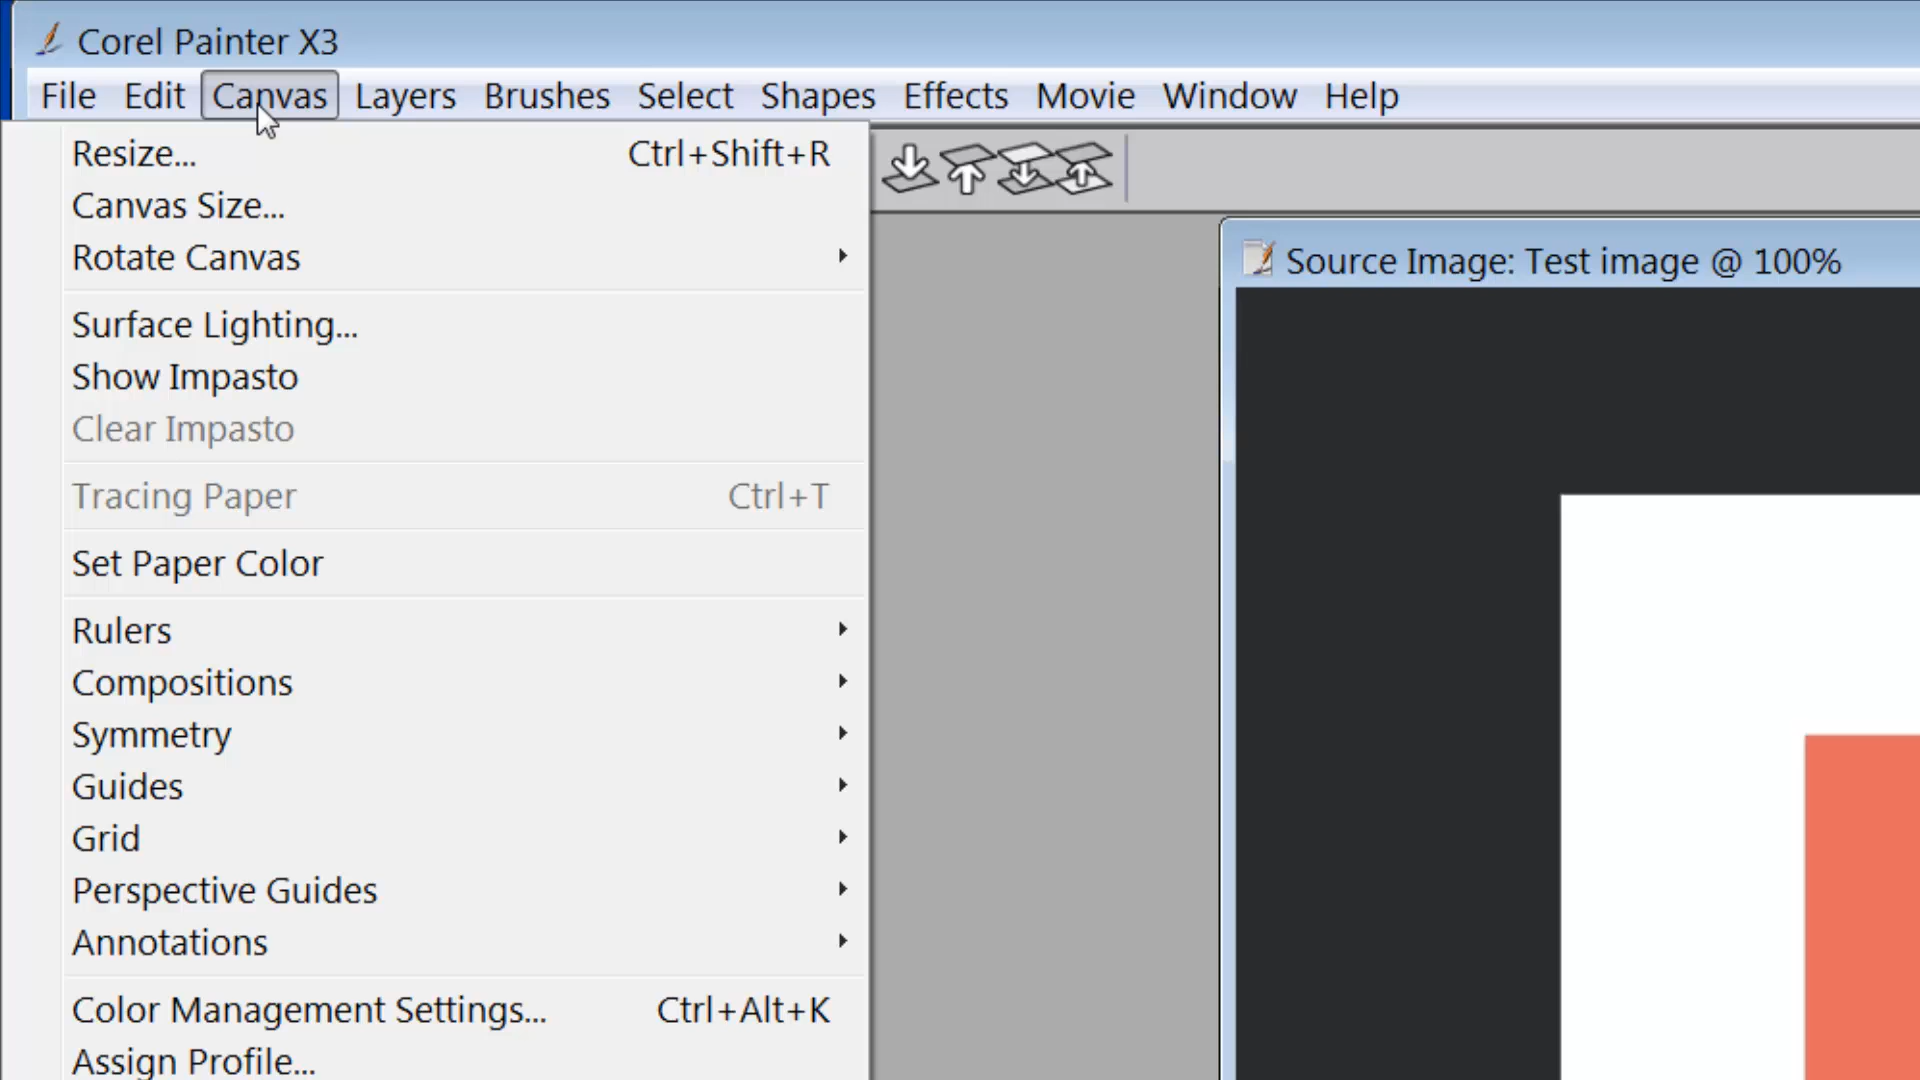 Corel Painter X3
File Edit Canvas Layers Brushes Select Shapes Effects Movie Window Help
Resize... Ctrl+Shift+R
Canvas Size...
Rotate Canvas
Source Image: Test image @ 100%
Surface Lighting...
Show Impasto
Clear Impasto
Tracing Paper Ctrl+T
Set Paper Color
Rulers
Compositions
Symmetry
Guides
Grid
Perspective Guides
Annotations
Color Management Settings... Ctrl+Alt+K
Assign Profile...